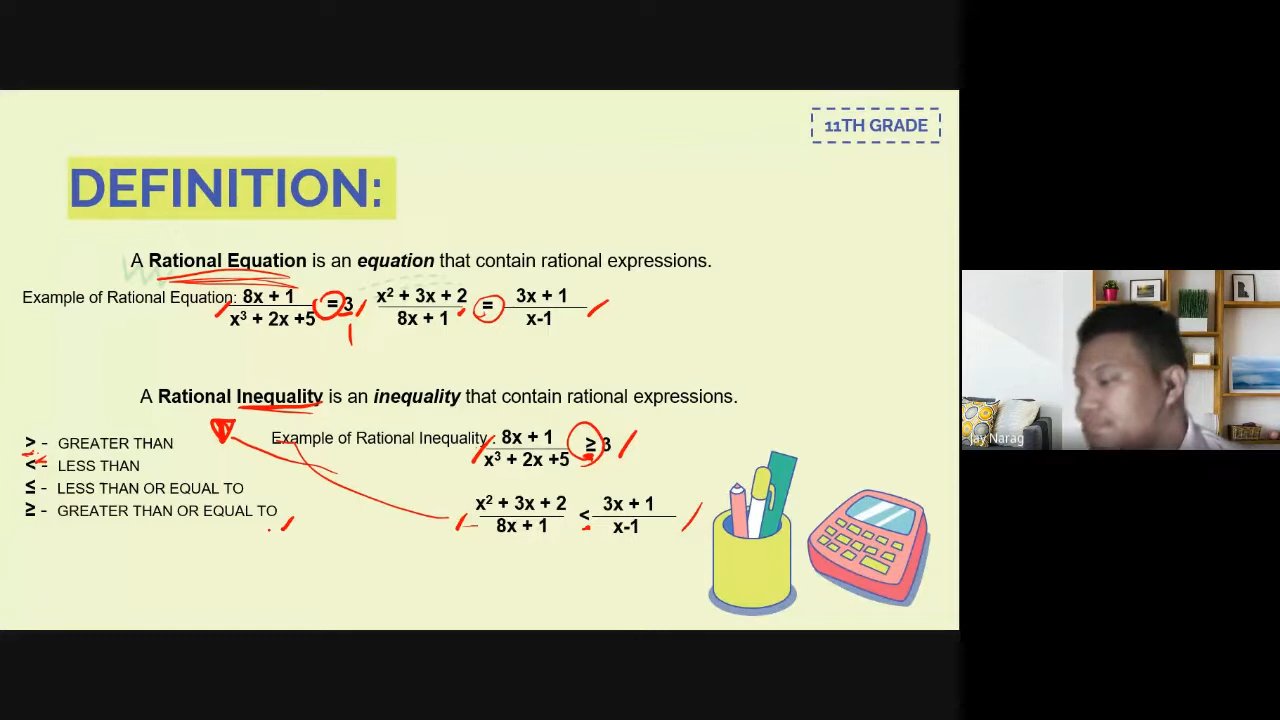 11TH GRADE
DEFINITION:
A Rational Equation is an equation that contain rational expressions.
Example of Rational Equation: 8x + 1 / x³ + 2x +5 = 3 x² + 3x + 2 / 8x + 1 = 3x + 1 / x-1
1
A Rational Inequality is an inequality that contain rational expressions.
Example of Rational Inequality : 8x + 1 / x³ + 2x +5 ≥ 3
x² + 3x + 2 / 8x + 1 < 3x + 1 / x-1
> - GREATER THAN
< - LESS THAN
≤ - LESS THAN OR EQUAL TO
≥ - GREATER THAN OR EQUAL TO
Jay Narag